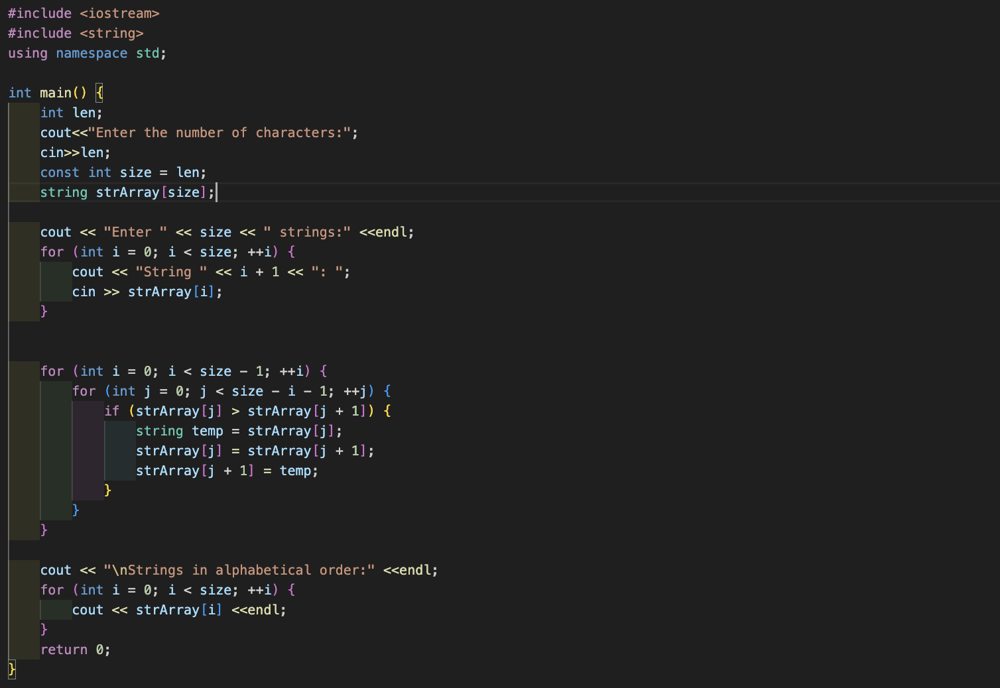 #include <iostream>
#include <string>
using namespace std;

int main() {
    int len;
    cout<<"Enter the number of characters:";
    cin>>len;
    const int size = len;
    string strArray[size];

    cout << "Enter " << size << " strings:" <<endl;
    for (int i = 0; i < size; ++i) {
        cout << "String " << i + 1 << ": ";
        cin >> strArray[i];
    }


    for (int i = 0; i < size - 1; ++i) {
        for (int j = 0; j < size - i - 1; ++j) {
            if (strArray[j] > strArray[j + 1]) {
                string temp = strArray[j];
                strArray[j] = strArray[j + 1];
                strArray[j + 1] = temp;
            }
        }
    }

    cout << "\nStrings in alphabetical order:" <<endl;
    for (int i = 0; i < size; ++i) {
        cout << strArray[i] <<endl;
    }
    return 0;
}